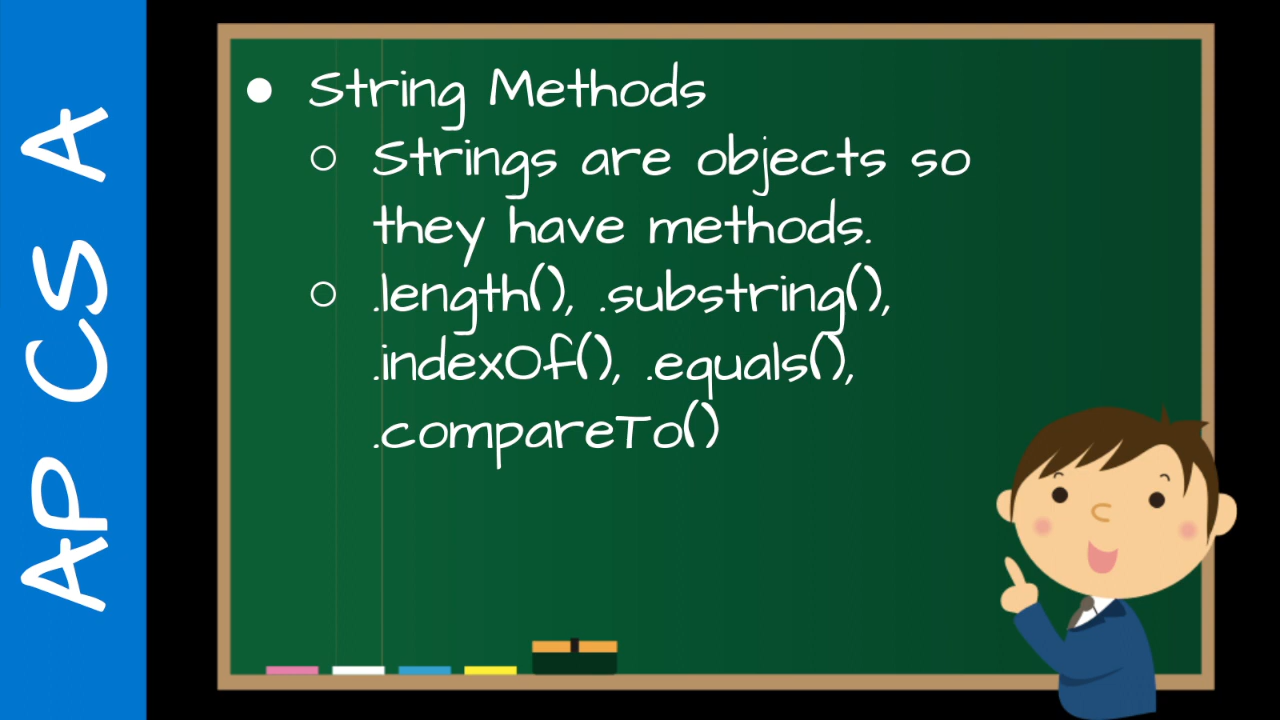 AP CS A
● String Methods
○ Strings are objects so
they have methods.
○ .length(), .substring(),
.indexOf(), .equals(),
.compareTo()